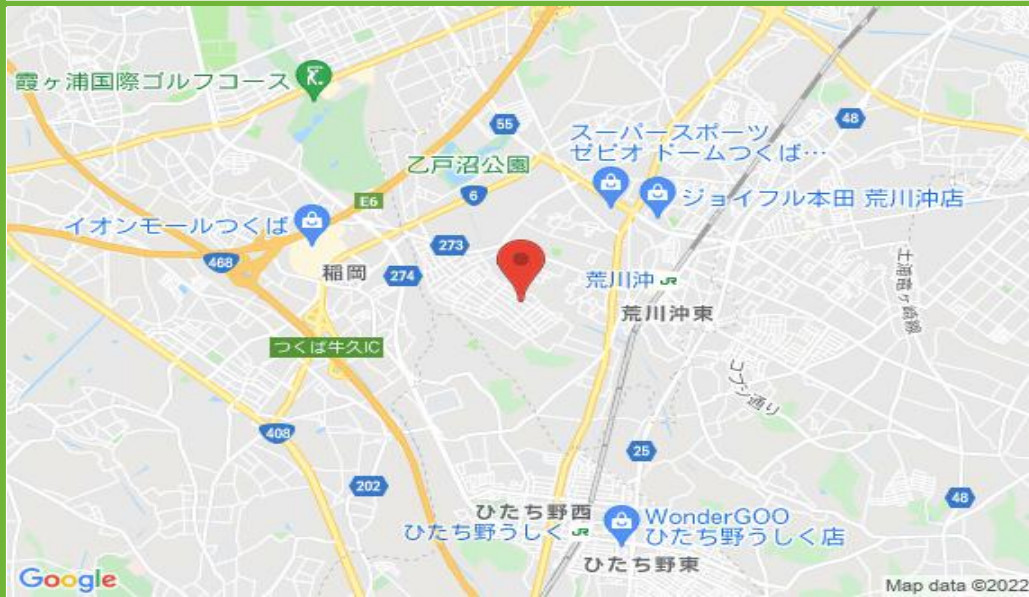 霞ヶ浦国際ゴルフコース
55
48
スーパースポーツ
ゼビオ ドームつくば…
乙戸沼公園
6
E6
ジョイフル本田 荒川沖店
イオンモールつくば
273
468
稲岡
274
荒川沖 JR
荒川沖東
土浦竜ヶ崎線
つくば牛久IC
コブシ通り
408
25
202
48
ひたち野西
ひたち野うしく JR
WonderGOO
ひたち野うしく店
ひたち野東
Google
Map data ©2022